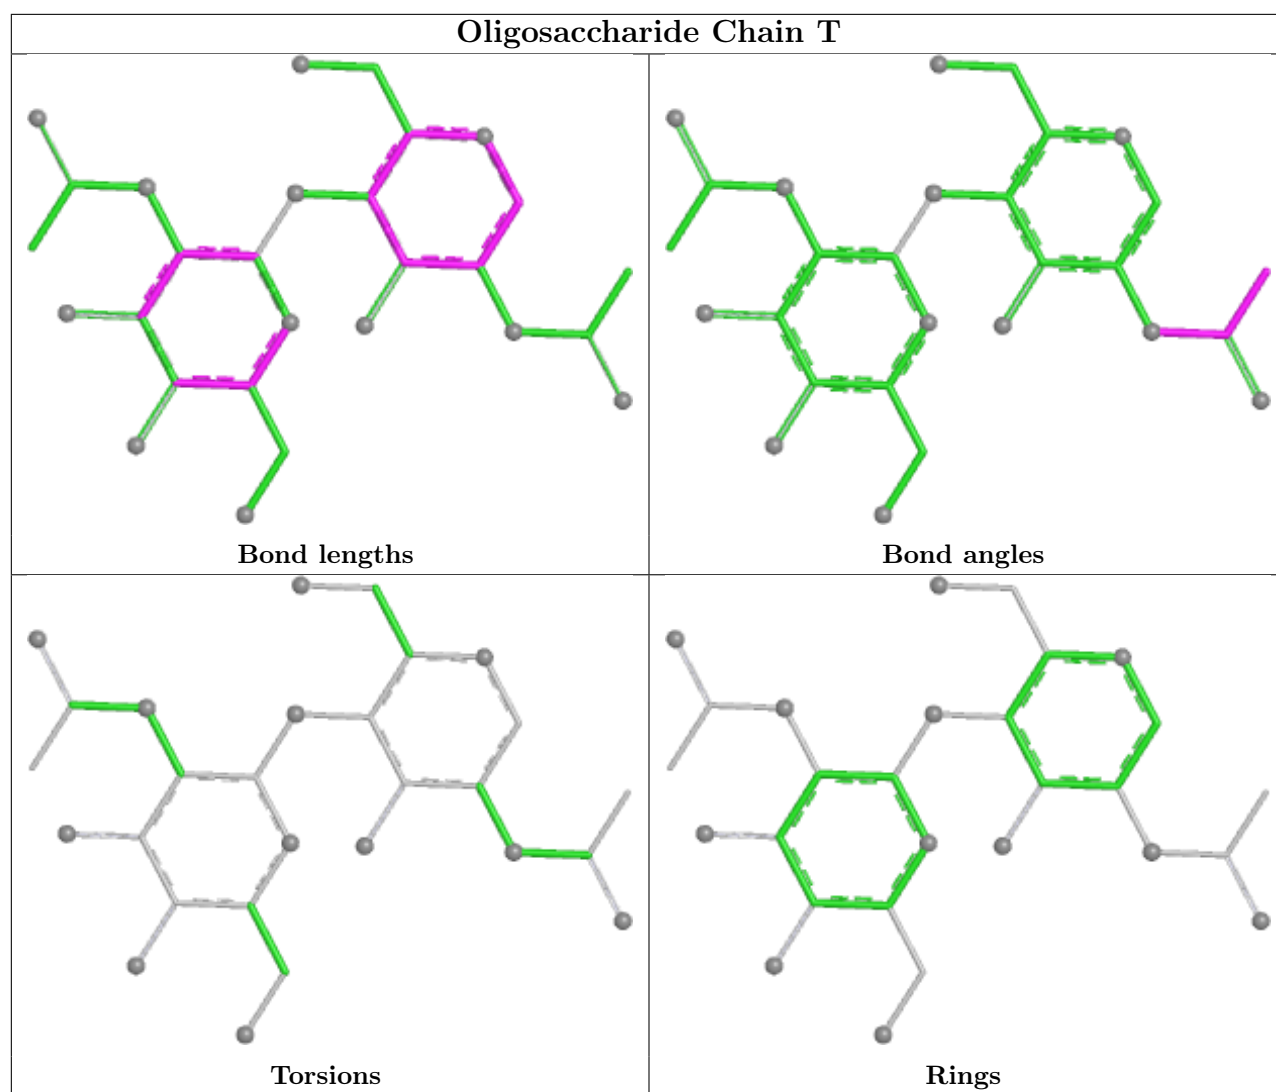 Oligosaccharide Chain T
Bond lengths
Bond angles
Torsions
Rings